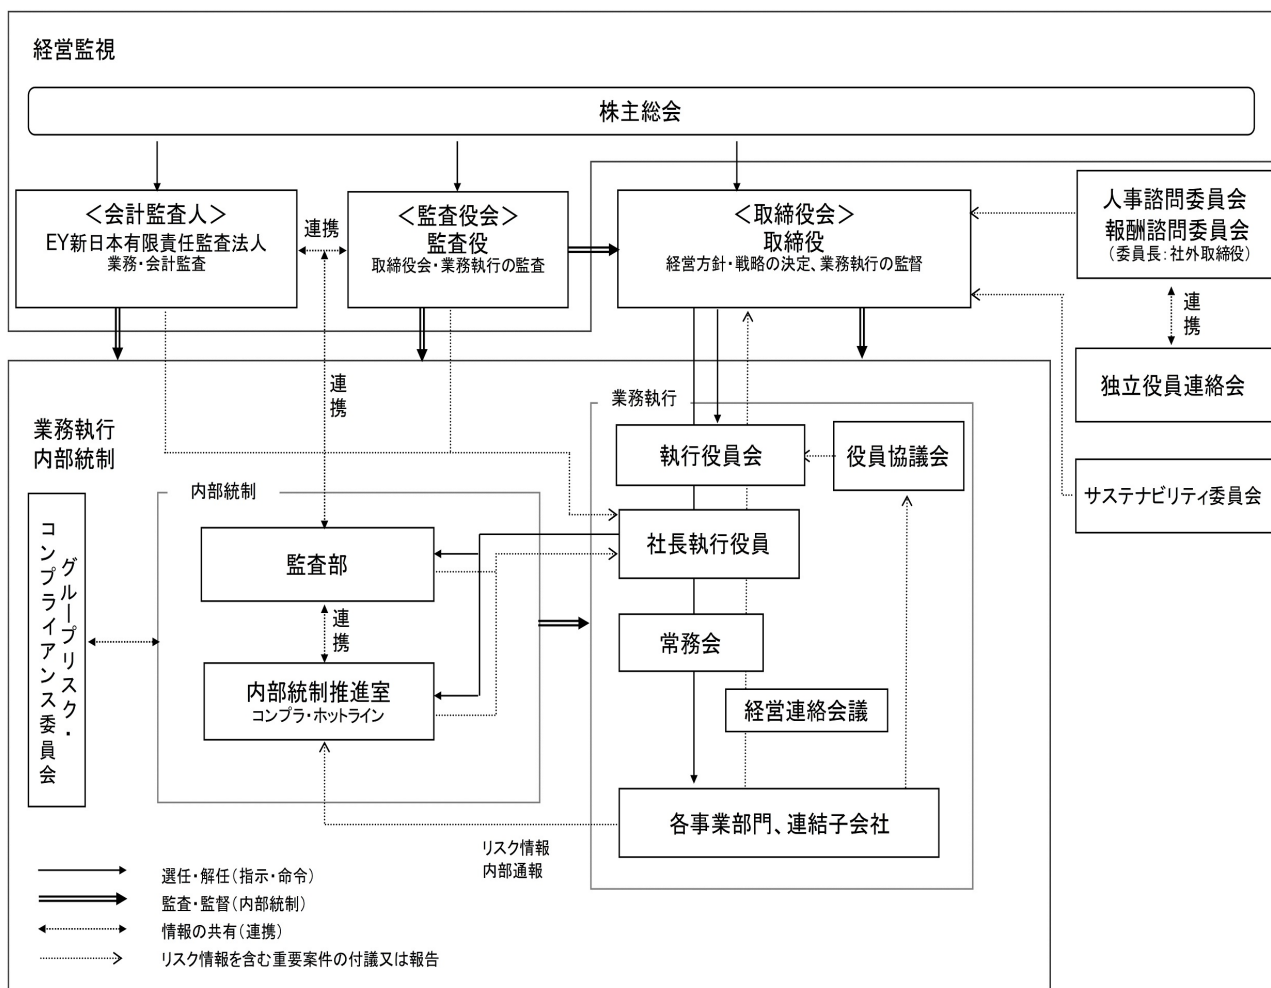 経営監視
株主総会
＜会計監査人＞
EY新日本有限責任監査法人
業務・会計監査
連携
＜監査役会＞
監査役
取締役会・業務執行の監査
＜取締役会＞
取締役
経営方針・戦略の決定、業務執行の監督
人事諮問委員会
報酬諮問委員会
（委員長：社外取締役）
連携
独立役員連絡会
サステナビリティ委員会
連携
業務執行
内部統制
業務執行
執行役員会
役員協議会
社長執行役員
常務会
経営連絡会議
各事業部門、連結子会社
内部統制
監査部
連携
内部統制推進室
コンプラ・ホットライン
グループリスク・
コンプライアンス委員会
リスク情報
内部通報
選任・解任（指示・命令）
監査・監督（内部統制）
情報の共有（連携）
リスク情報を含む重要案件の付議又は報告